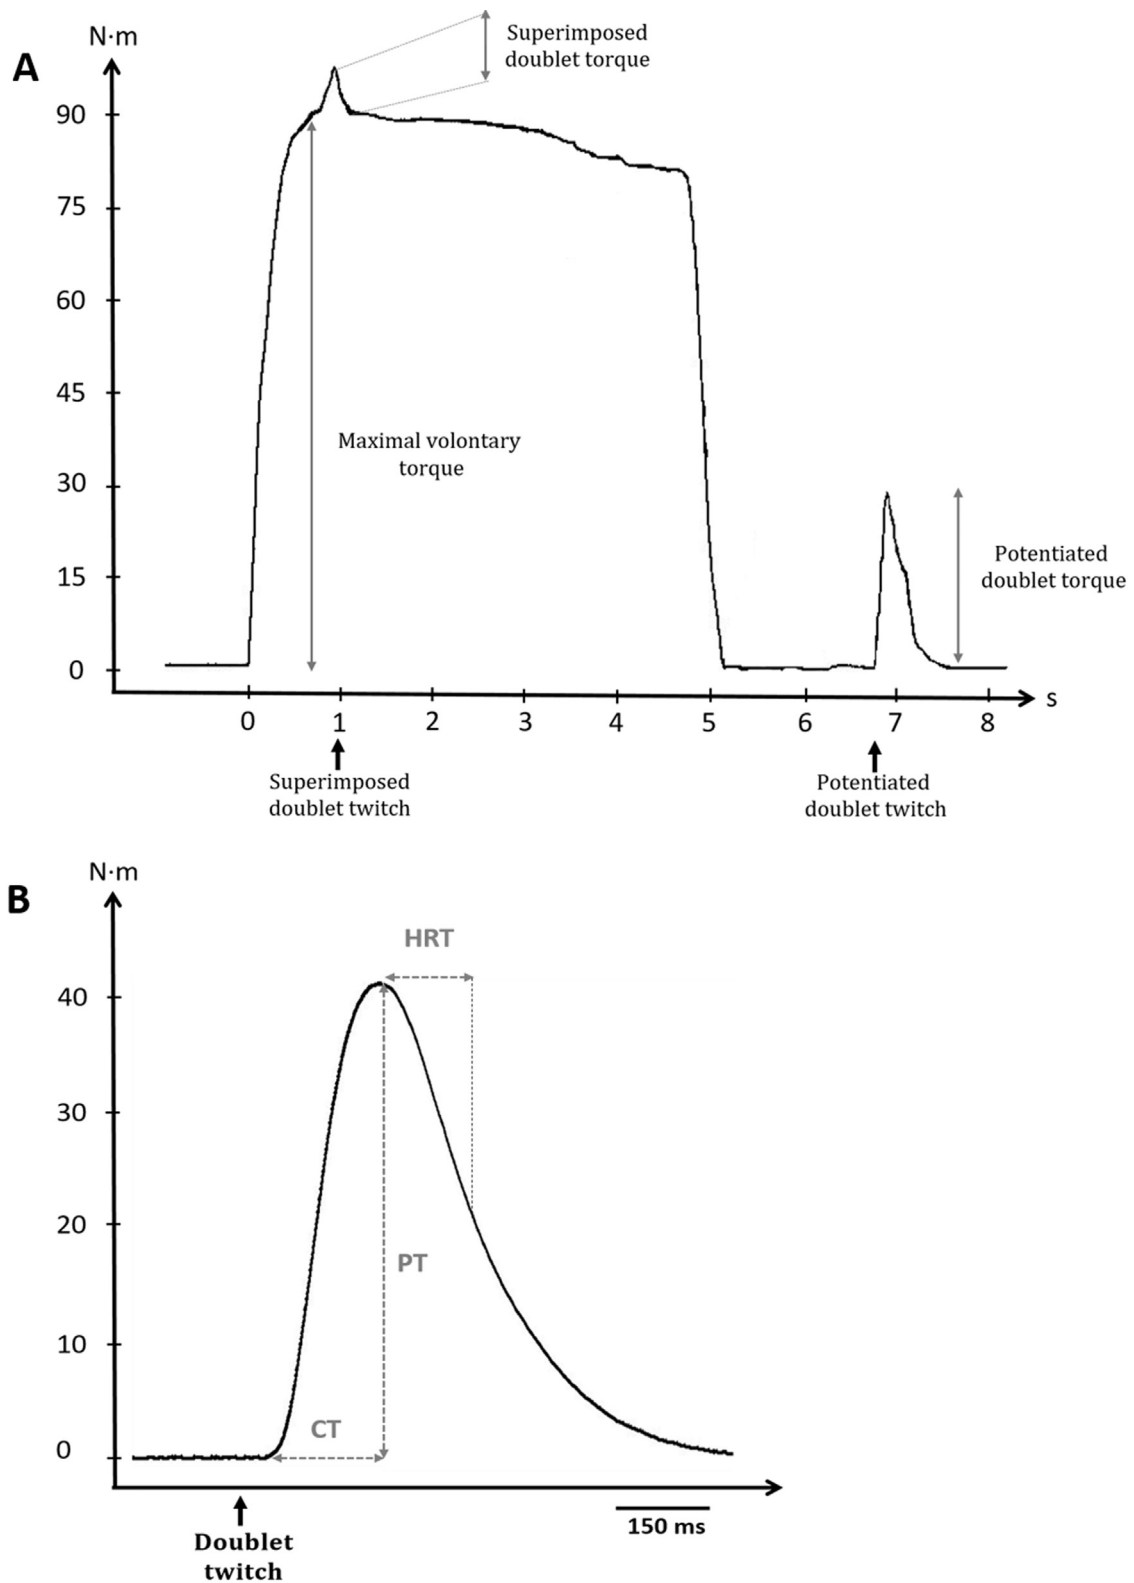 N·m
A
Superimposed
doublet torque
90
75
60
45
30
15
0
Maximal volontary
torque
Potentiated
doublet torque
s
0 1 2 3 4 5 6 7 8
Superimposed
doublet twitch
Potentiated
doublet twitch
N·m
B
HRT
40
30
20
10
0
PT
CT
150 ms
Doublet
twitch